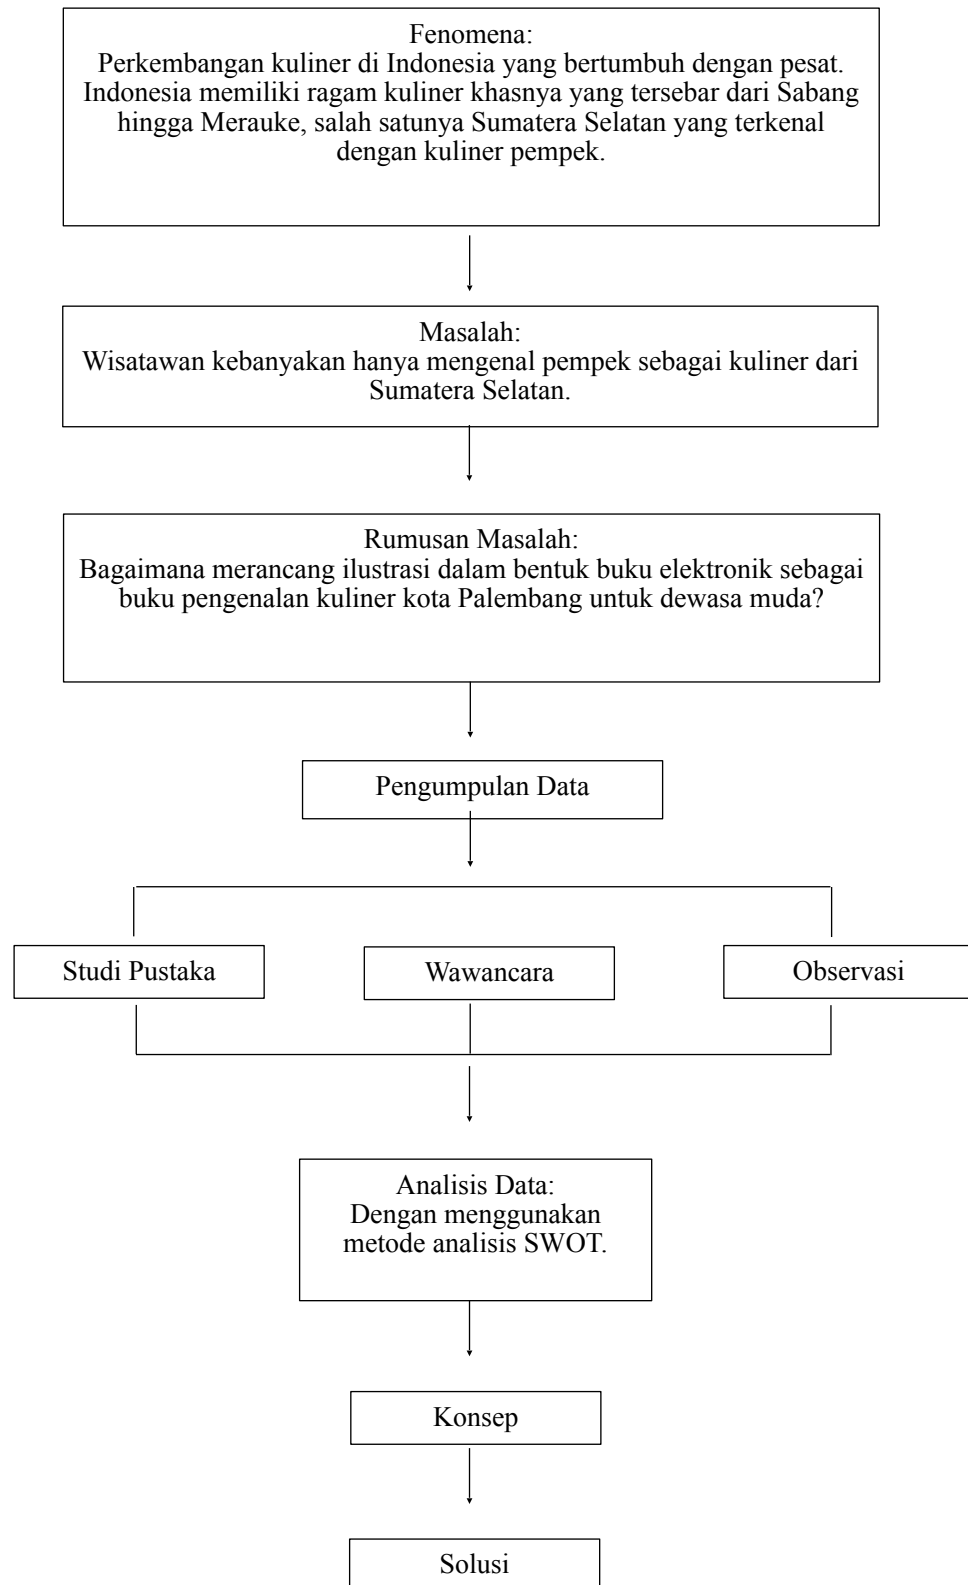 Fenomena:
Perkembangan kuliner di Indonesia yang bertumbuh dengan pesat.
Indonesia memiliki ragam kuliner khasnya yang tersebar dari Sabang
hingga Merauke, salah satunya Sumatera Selatan yang terkenal
dengan kuliner pempek.
Masalah:
Wisatawan kebanyakan hanya mengenal pempek sebagai kuliner dari
Sumatera Selatan.
Rumusan Masalah:
Bagaimana merancang ilustrasi dalam bentuk buku elektronik sebagai
buku pengenalan kuliner kota Palembang untuk dewasa muda?
Pengumpulan Data
Studi Pustaka
Wawancara
Observasi
Analisis Data:
Dengan menggunakan
metode analisis SWOT.
Konsep
Solusi